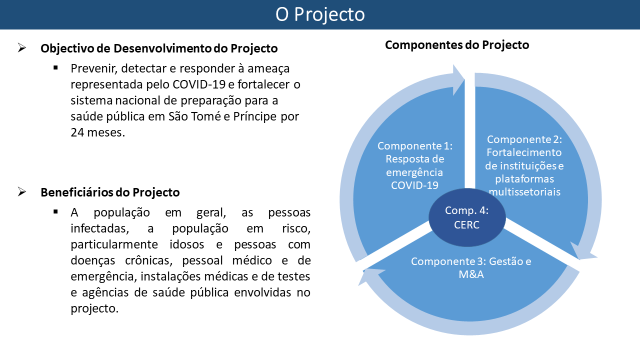 O Projecto
Objectivo de Desenvolvimento do Projecto
Prevenir, detectar e responder à ameaça
representada pelo COVID-19 e fortalecer o
sistema nacional de preparação para a
saúde pública em São Tomé e Príncipe por
24 meses.
Beneficiários do Projecto
A população em geral, as pessoas
infectadas, a população em risco,
particularmente idosos e pessoas com
doenças crônicas, pessoal médico e de
emergência, instalações médicas e de testes
e agências de saúde pública envolvidas no
projecto.
Componentes do Projecto
Componente 1:
Resposta de
emergência
COVID-19
Componente 2:
Fortalecimento
de instituições e
plataformas
multissetoriais
Comp. 4:
CERC
Componente 3: Gestão e
M&A